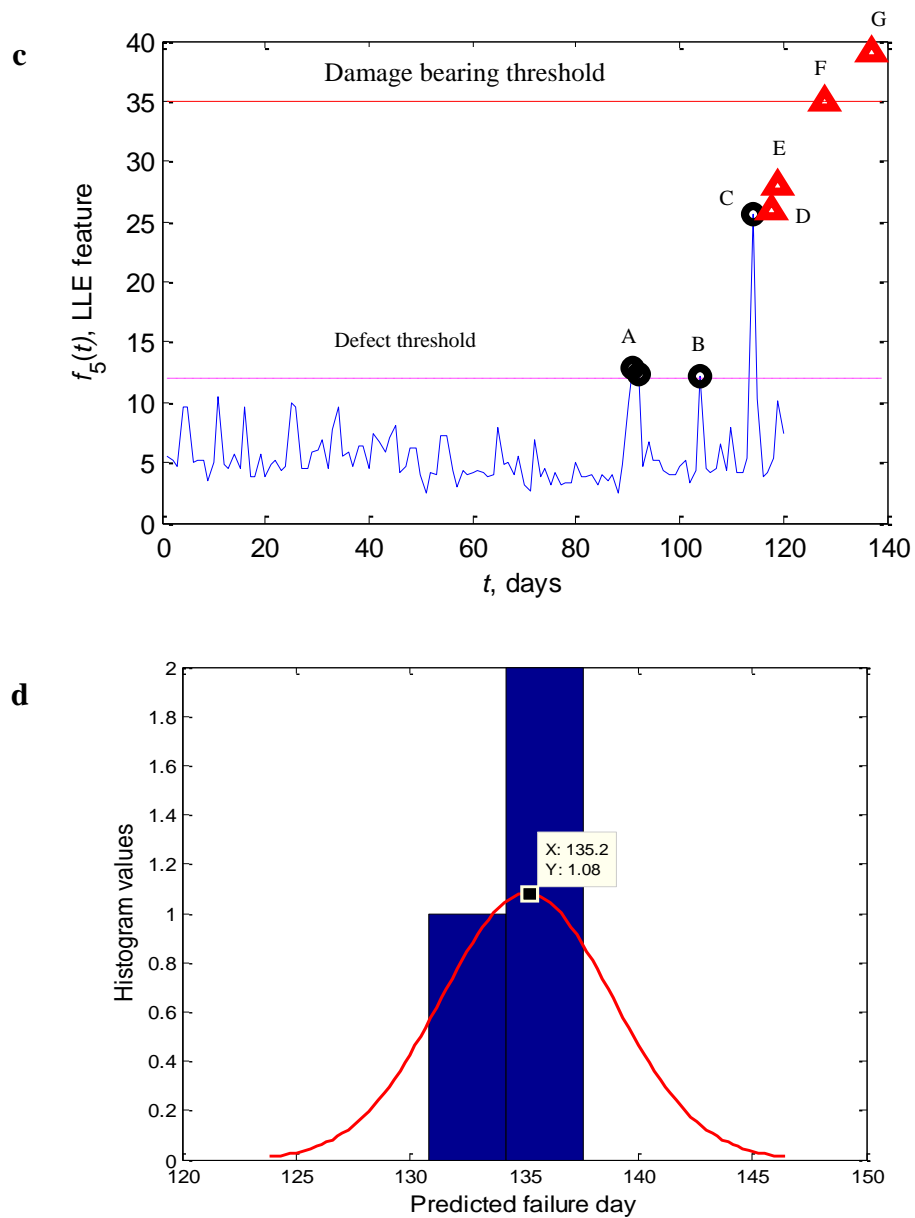 c
G
F
Damage bearing threshold
E
C
D
A
B
Defect threshold
40
35
30
25
20
15
10
5
0
f5(t), LLE feature
0 20 40 60 80 100 120 140
t, days
d
2
1.8
1.6
1.4
1.2
1
0.8
0.6
0.4
0.2
0
Histogram values
X: 135.2
Y: 1.08
120 125 130 135 140 145 150
Predicted failure day